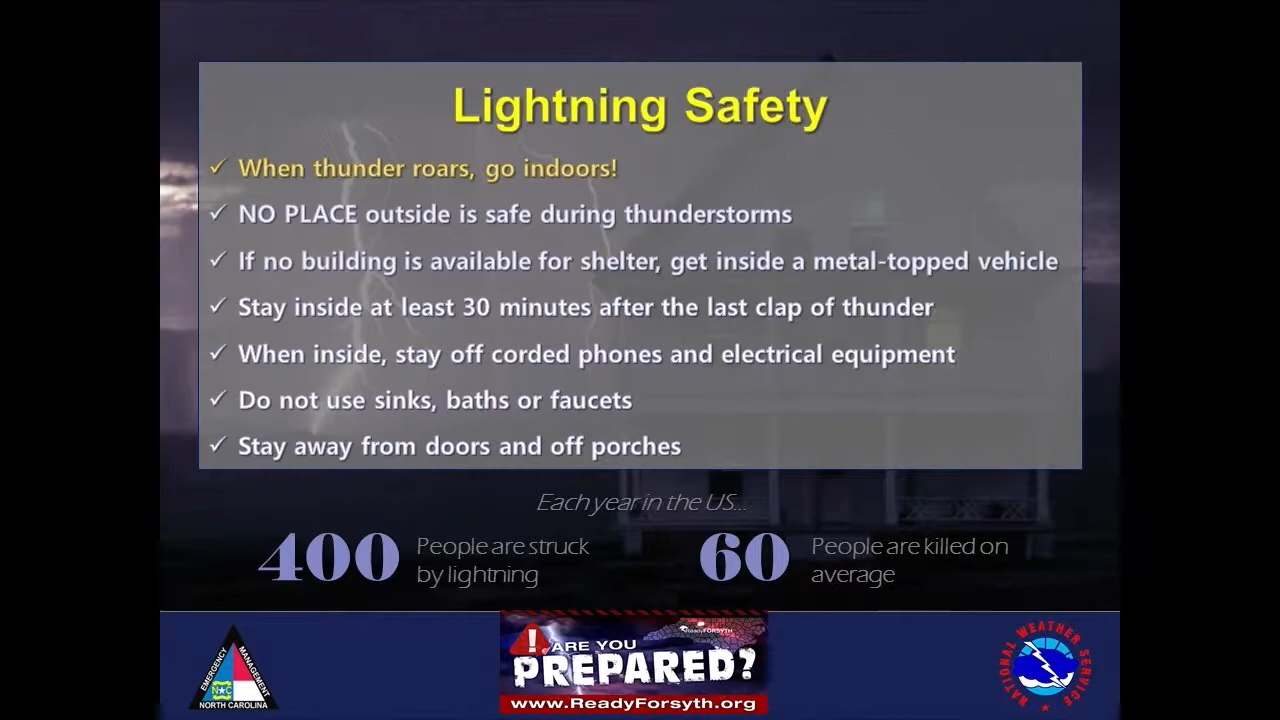 Lightning Safety
✓ When thunder roars, go indoors!
✓ NO PLACE outside is safe during thunderstorms
✓ If no building is available for shelter, get inside a metal-topped vehicle
✓ Stay inside at least 30 minutes after the last clap of thunder
✓ When inside, stay off corded phones and electrical equipment
✓ Do not use sinks, baths or faucets
✓ Stay away from doors and off porches
Each year in the US...
400 People are struck
by lightning
60 People are killed on
average
EMERGENCY
MANAGEMENT
NC
NORTH CAROLINA
ReadyFORSYTH
! ARE YOU
PREPARED?
www.ReadyForsyth.org
NATIONAL WEATHER SERVICE